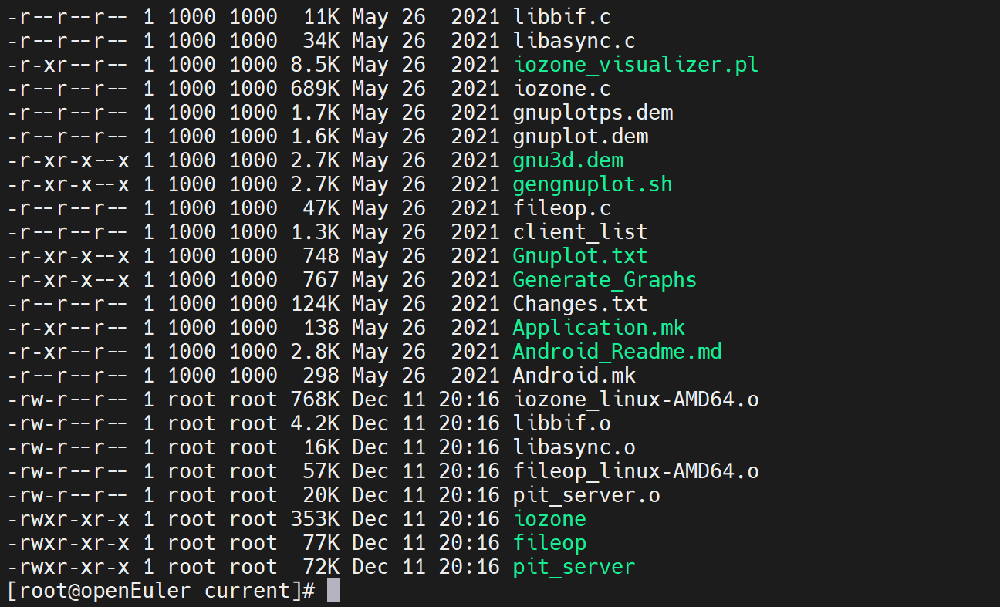 -r--r--r-- 1 1000 1000  11K May 26  2021 libbif.c
-r--r--r-- 1 1000 1000  34K May 26  2021 libasync.c
-r-xr--r-- 1 1000 1000 8.5K May 26  2021 iozone_visualizer.pl
-r--r--r-- 1 1000 1000 689K May 26  2021 iozone.c
-r--r--r-- 1 1000 1000 1.7K May 26  2021 gnuplotps.dem
-r--r--r-- 1 1000 1000 1.6K May 26  2021 gnuplot.dem
-r-xr-x--x 1 1000 1000 2.7K May 26  2021 gnu3d.dem
-r-xr-x--x 1 1000 1000 2.7K May 26  2021 gengnuplot.sh
-r--r--r-- 1 1000 1000  47K May 26  2021 fileop.c
-r--r--r-- 1 1000 1000 1.3K May 26  2021 client_list
-r-xr-x--x 1 1000 1000  748 May 26  2021 Gnuplot.txt
-r-xr-x--x 1 1000 1000  767 May 26  2021 Generate_Graphs
-r--r--r-- 1 1000 1000 124K May 26  2021 Changes.txt
-r-xr--r-- 1 1000 1000  138 May 26  2021 Application.mk
-r-xr--r-- 1 1000 1000 2.8K May 26  2021 Android_Readme.md
-r--r--r-- 1 1000 1000  298 May 26  2021 Android.mk
-rw-r--r-- 1 root root 768K Dec 11 20:16 iozone_linux-AMD64.o
-rw-r--r-- 1 root root 4.2K Dec 11 20:16 libbif.o
-rw-r--r-- 1 root root  16K Dec 11 20:16 libasync.o
-rw-r--r-- 1 root root  57K Dec 11 20:16 fileop_linux-AMD64.o
-rw-r--r-- 1 root root  20K Dec 11 20:16 pit_server.o
-rwxr-xr-x 1 root root 353K Dec 11 20:16 iozone
-rwxr-xr-x 1 root root  77K Dec 11 20:16 fileop
-rwxr-xr-x 1 root root  72K Dec 11 20:16 pit_server
[root@openEuler current]#